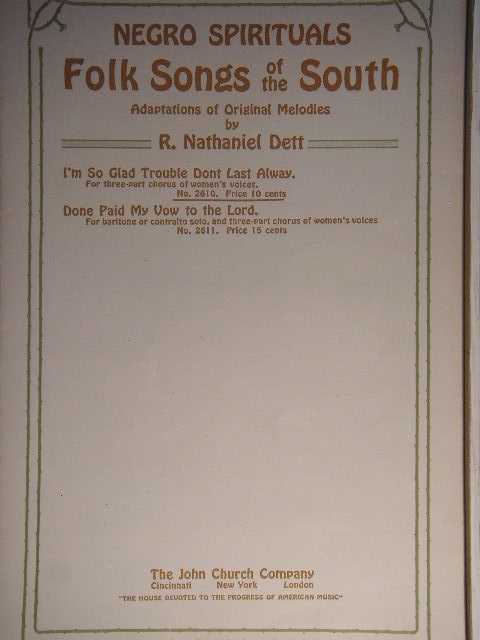 NEGRO SPIRITUALS
Folk Songs of the South
Adaptations of Original Melodies
by
R. Nathaniel Dett
I'm So Glad Trouble Dont Last Alway.
For three-part chorus of women's voices.
No. 2610. Price 10 cents
Done Paid My Vow to the Lord.
For baritone or contralto solo, and three-part chorus of women's voices
No. 2611. Price 15 cents
The John Church Company
Cincinnati New York London
"THE HOUSE DEVOTED TO THE PROGRESS OF AMERICAN MUSIC"